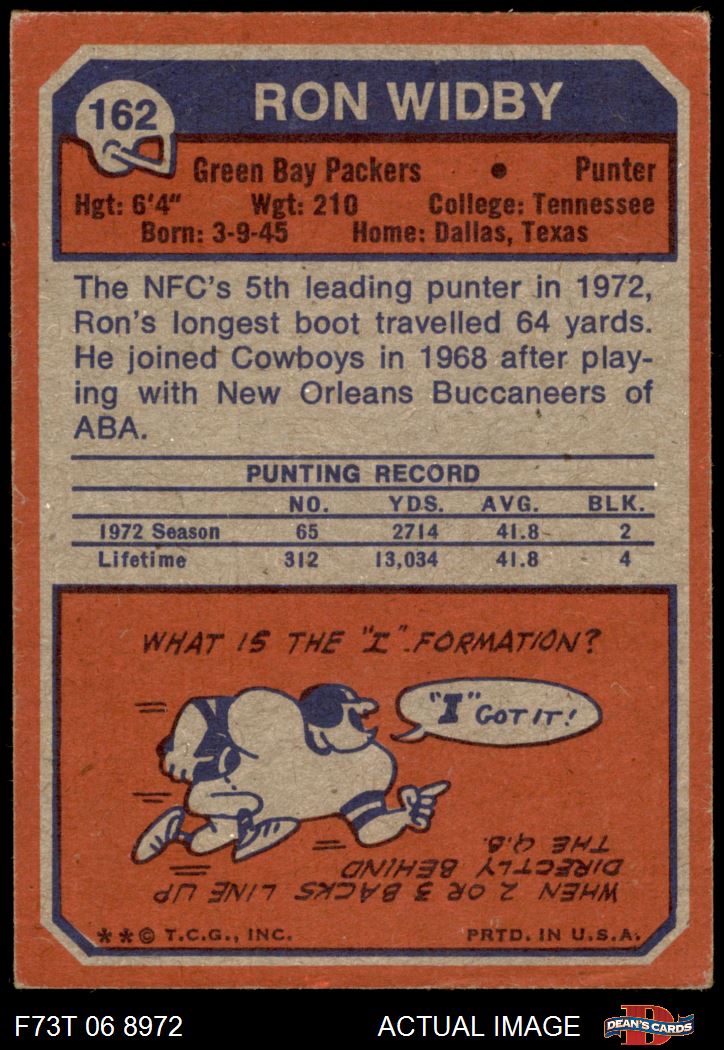 162
RON WIDBY
Green Bay Packers • Punter
Hgt: 6'4" Wgt: 210 College: Tennessee
Born: 3-9-45 Home: Dallas, Texas
The NFC's 5th leading punter in 1972,
Ron's longest boot travelled 64 yards.
He joined Cowboys in 1968 after play-
ing with New Orleans Buccaneers of
ABA.
PUNTING RECORD
NO. YDS. AVG. BLK.
1972 Season 65 2714 41.8 2
Lifetime 312 13,034 41.8 4
WHAT IS THE "I" FORMATION?
"I" GOT IT!
WHEN 2 OR 3 BACKS LINE UP
DIRECTLY BEHIND
THE Q.B.
**© T.C.G., INC. PRTD. IN U.S.A.
F73T 06 8972 ACTUAL IMAGE
D
DEAN'S CARDS